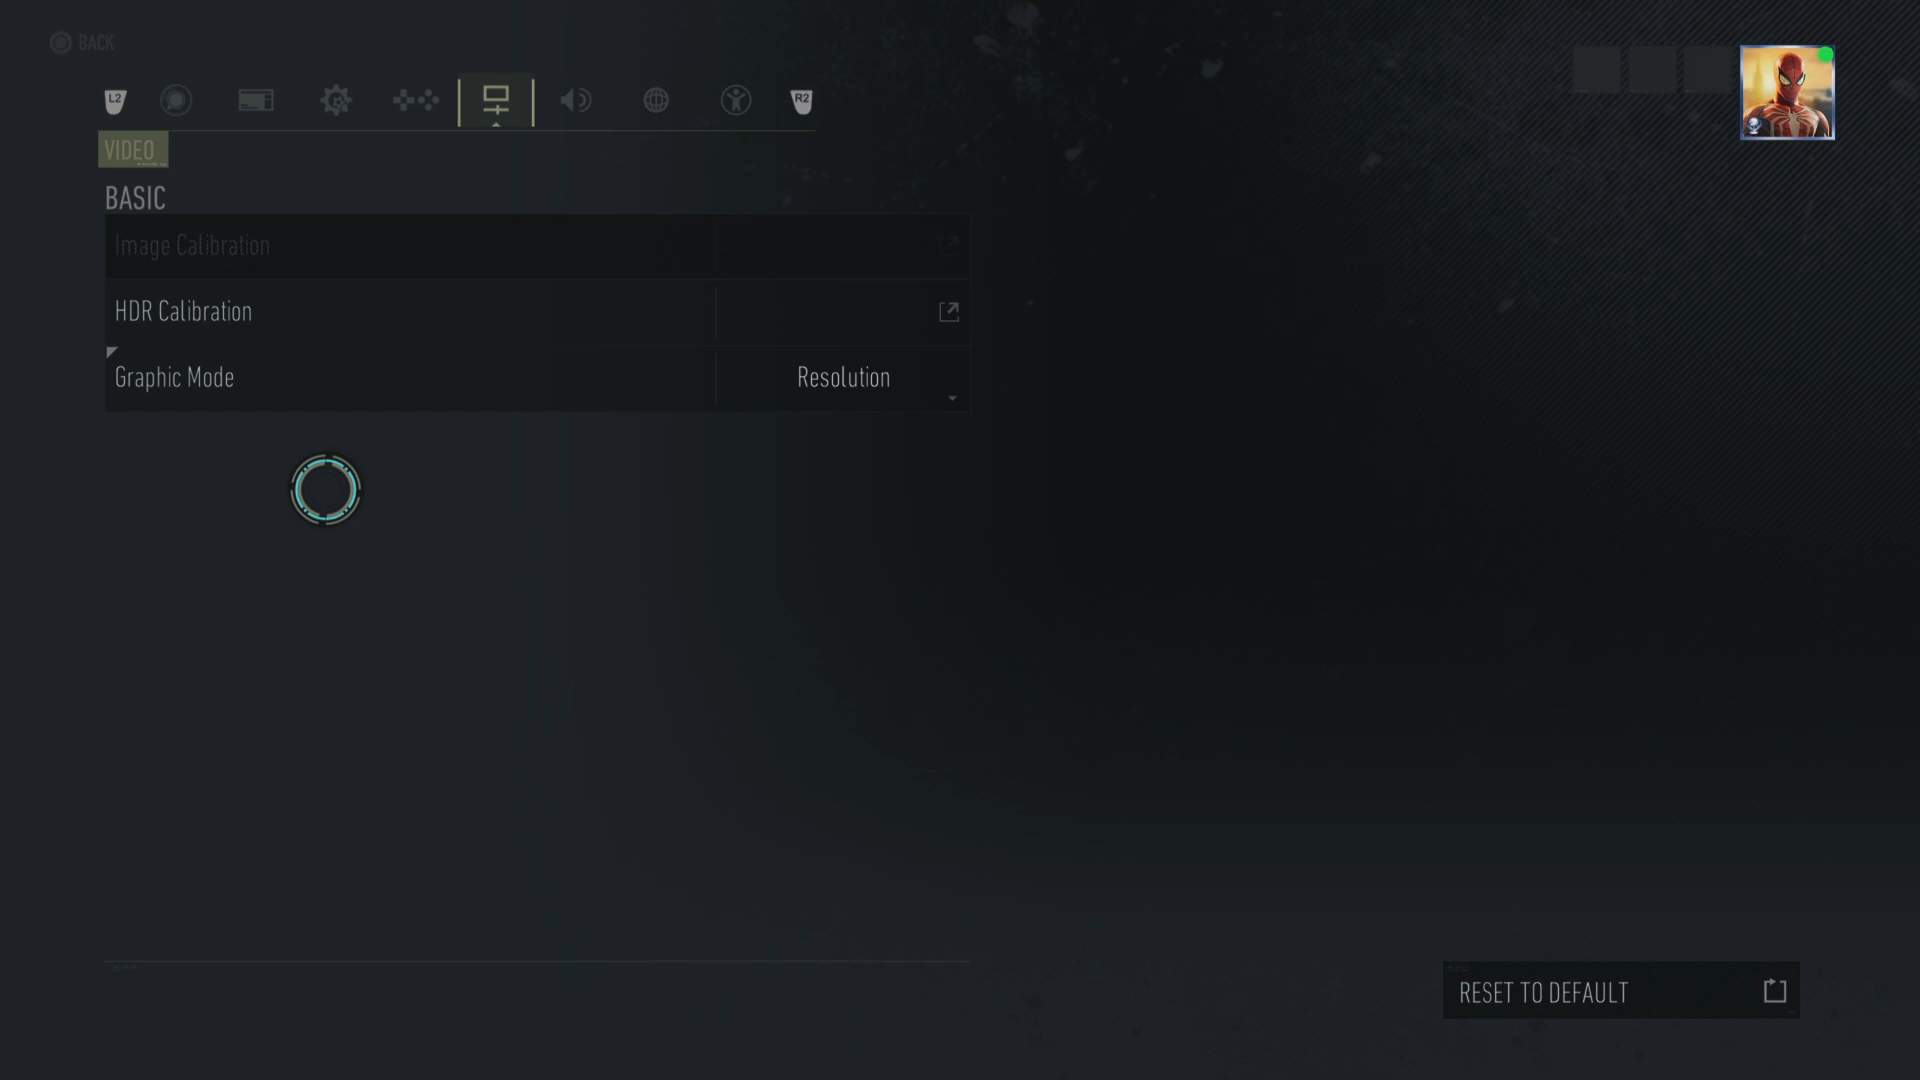 BACK
L2
R2
VIDEO
BASIC
Image Calibration
HDR Calibration
Graphic Mode
Resolution
RESET TO DEFAULT